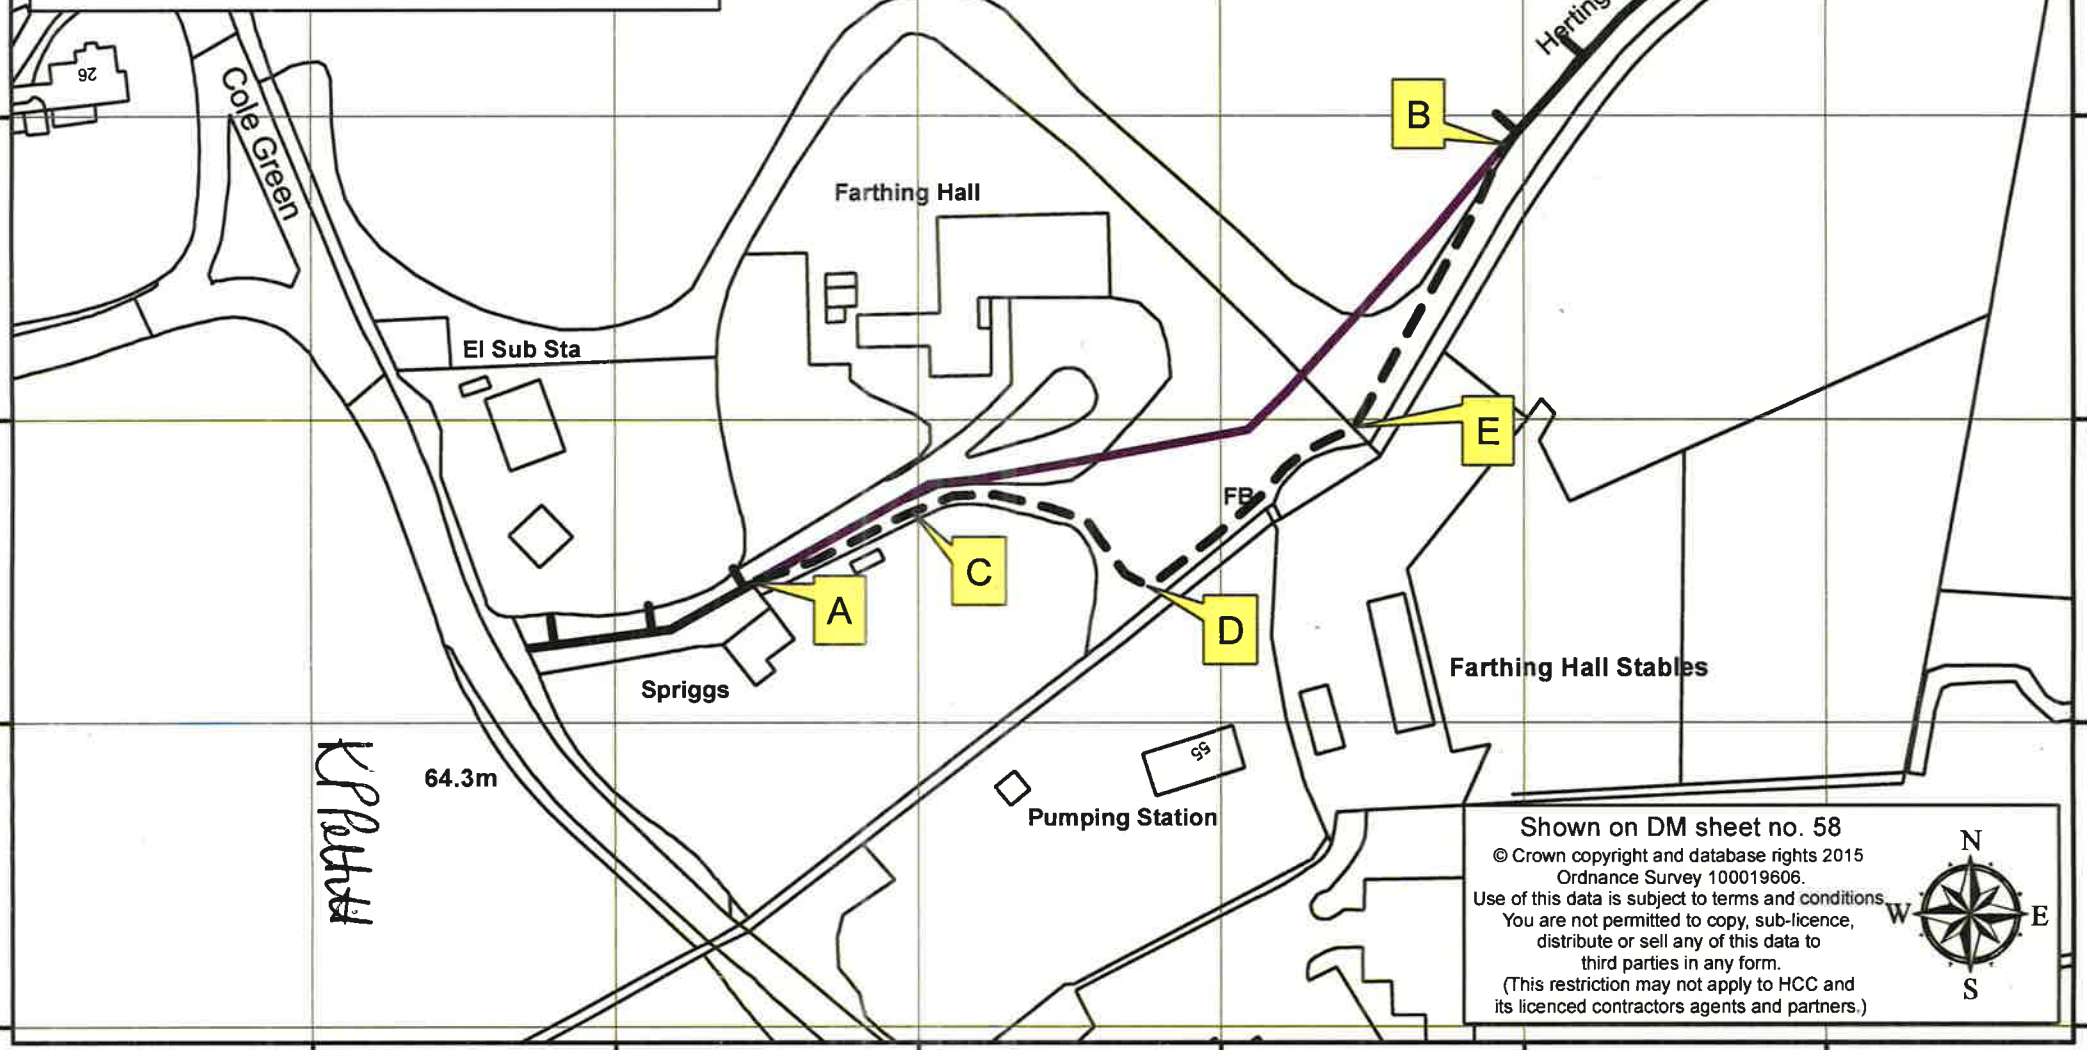 Herting
26
Cole Green
B
Farthing Hall
El Sub Sta
E
FB
C
A
D
Spriggs
Farthing Hall Stables
64.3m
55
Pumping Station
Shown on DM sheet no. 58
© Crown copyright and database rights 2015
Ordnance Survey 100019606.
Use of this data is subject to terms and conditions
You are not permitted to copy, sub-licence,
distribute or sell any of this data to
third parties in any form.
(This restriction may not apply to HCC and
its licenced contractors agents and partners.)
N
W
E
S